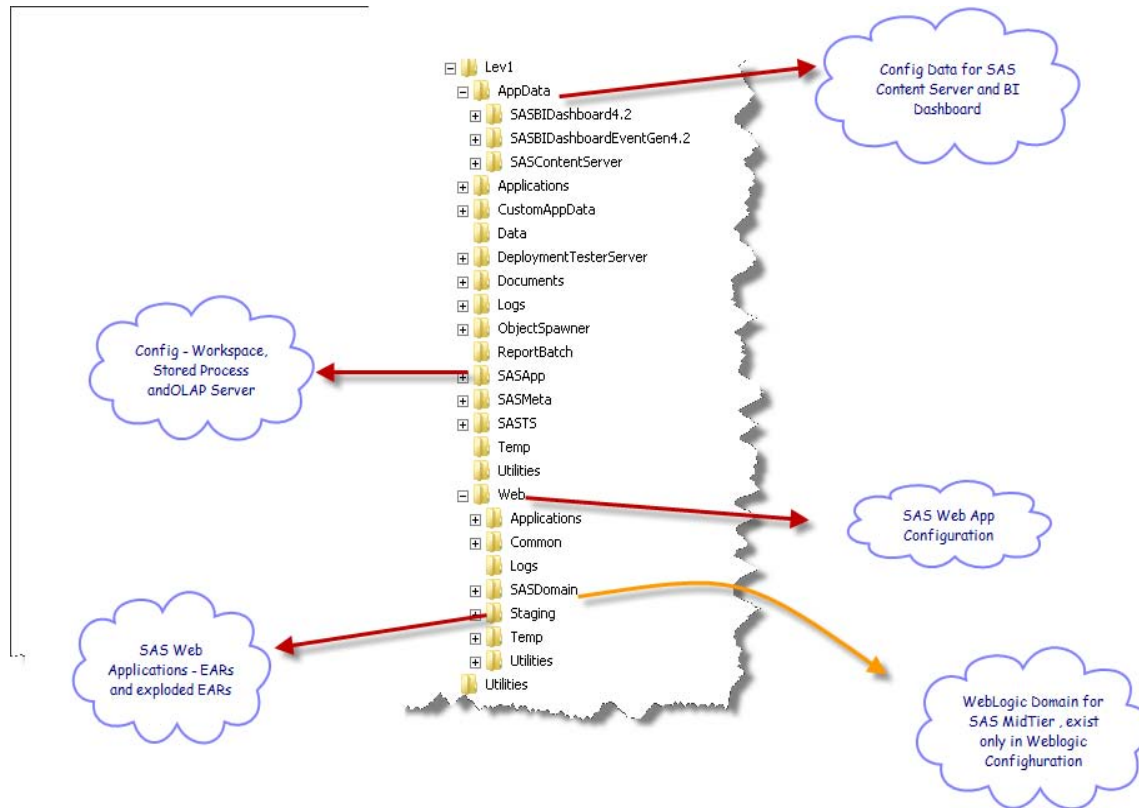 Lev1
AppData
SASBIDashboard4.2
SASBIDashboardEventGen4.2
SASContentServer
Applications
CustomAppData
Data
DeploymentTesterServer
Documents
Logs
ObjectSpawner
ReportBatch
SASApp
SASMeta
SASTS
Temp
Utilities
Web
Applications
Common
Logs
SASDomain
Staging
Temp
Utilities
Utilities
Config Data for SAS
Content Server and BI
Dashboard
Config - Workspace,
Stored Process
andOLAP Server
SAS Web App
Configuration
SAS Web
Applications - EARs
and exploded EARs
WebLogic Domain for
SAS MidTier , exist
only in Weblogic
Confighuration